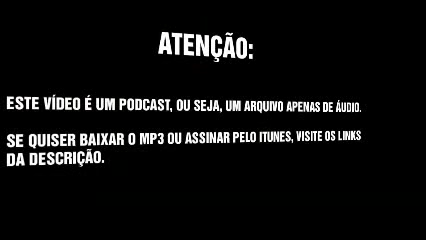 ATENÇÃO:
ESTE VÍDEO É UM PODCAST, OU SEJA, UM ARQUIVO APENAS DE ÁUDIO.
SE QUISER BAIXAR O MP3 OU ASSINAR PELO ITUNES, VISITE OS LINKS
DA DESCRIÇÃO.